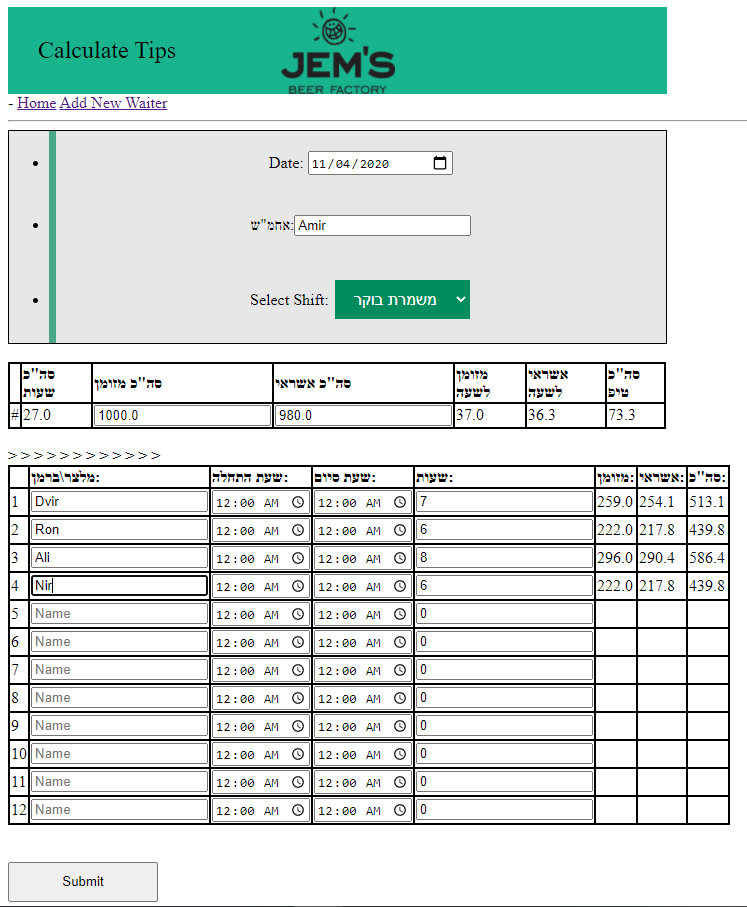 Calculate Tips
JEM'S
BEER FACTORY
- Home Add New Waiter
Date: 11/04/2020
אחמ"ש: Amir
Select Shift: משמרת בוקר
סה"כ שעות סה"כ מזומן סה"כ אשראי מזומן לשעה אשראי לשעה סה"כ טיפ
# 27.0 1000.0 980.0 37.0 36.3 73.3
> > > > > > > > > > > >
מלצר\ברמן: שעת התחלה: שעת סיום: שעות: מזומן: אשראי: סה"כ:
1 Dvir 12:00 AM 12:00 AM 7 259.0 254.1 513.1
2 Ron 12:00 AM 12:00 AM 6 222.0 217.8 439.8
3 Ali 12:00 AM 12:00 AM 8 296.0 290.4 586.4
4 Nir 12:00 AM 12:00 AM 6 222.0 217.8 439.8
5 Name 12:00 AM 12:00 AM 0
6 Name 12:00 AM 12:00 AM 0
7 Name 12:00 AM 12:00 AM 0
8 Name 12:00 AM 12:00 AM 0
9 Name 12:00 AM 12:00 AM 0
10 Name 12:00 AM 12:00 AM 0
11 Name 12:00 AM 12:00 AM 0
12 Name 12:00 AM 12:00 AM 0
Submit